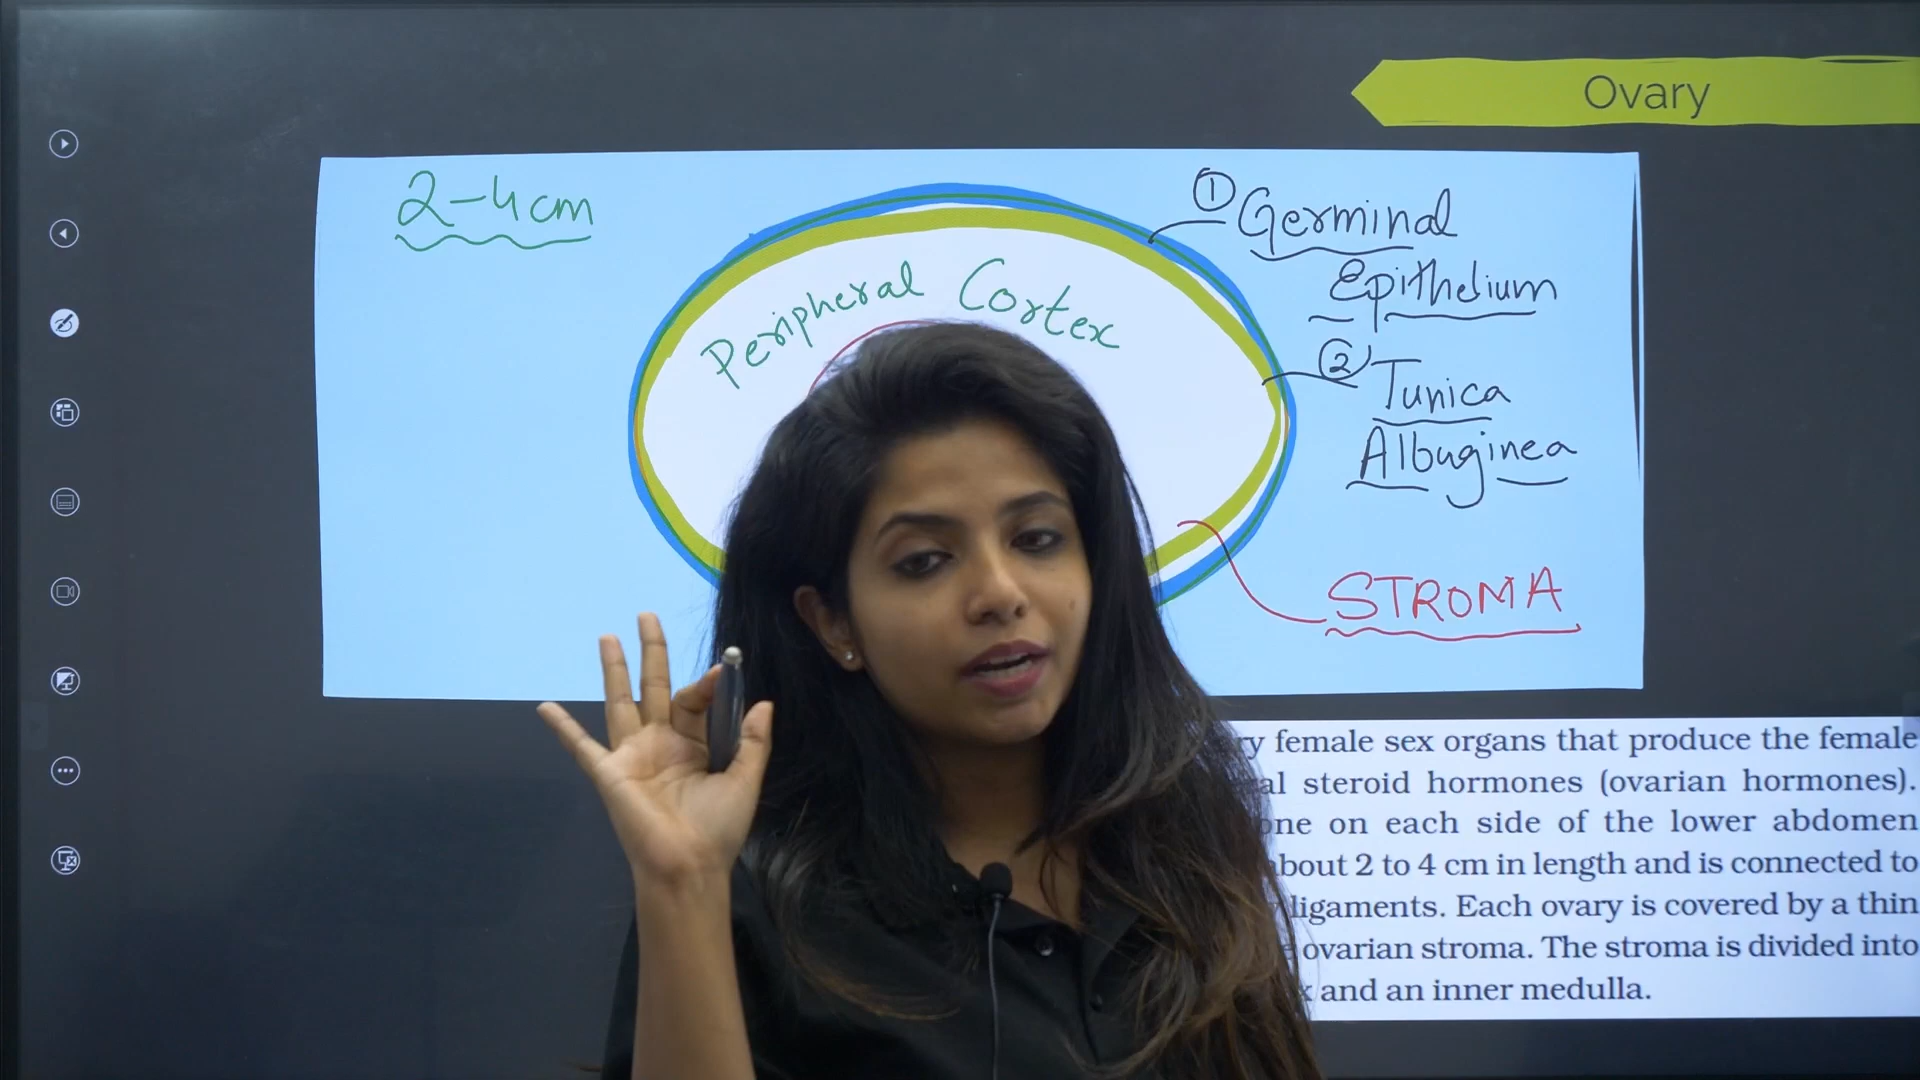 Ovary
2-4cm
① Germinal
Epithelium
Peripheral Cortex
② Tunica
Albuginea
STROMA
female sex organs that produce the female
steroid hormones (ovarian hormones).
one on each side of the lower abdomen
about 2 to 4 cm in length and is connected to
ligaments. Each ovary is covered by a thin
ovarian stroma. The stroma is divided into
and an inner medulla.